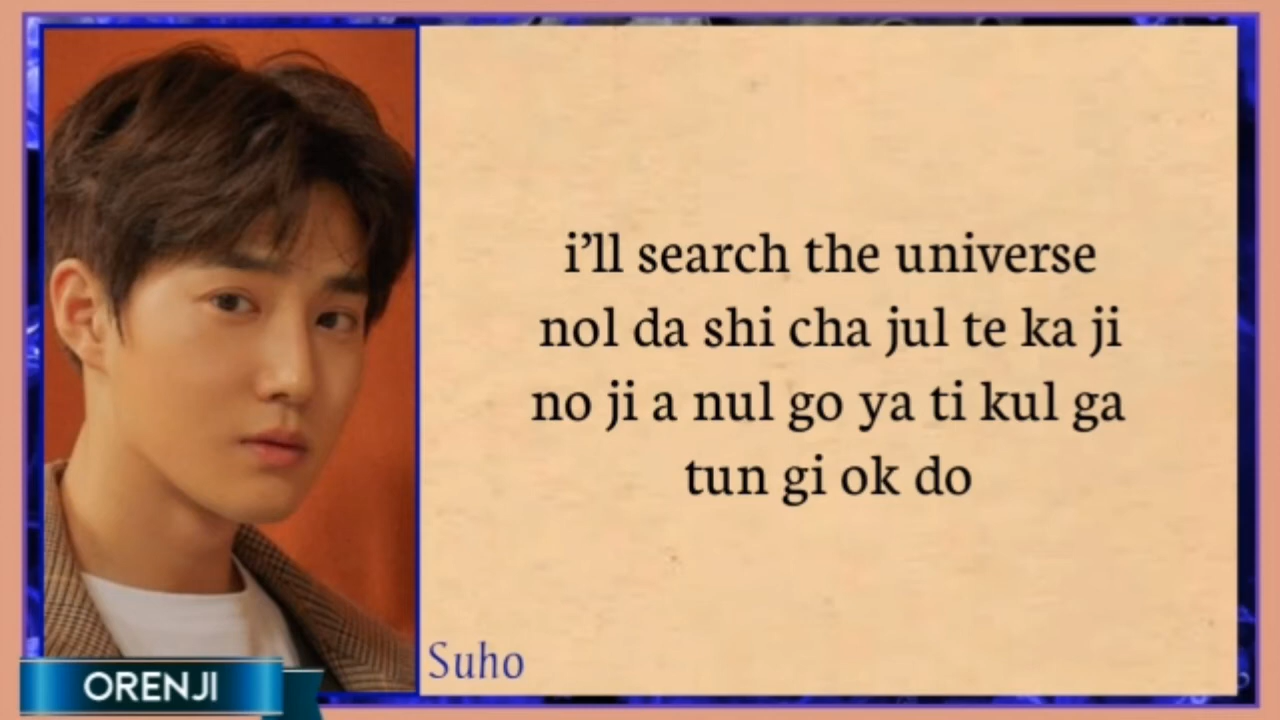 i’ll search the universe
nol da shi cha jul te ka ji
no ji a nul go ya ti kul ga
tun gi ok do
Suho
ORENJI